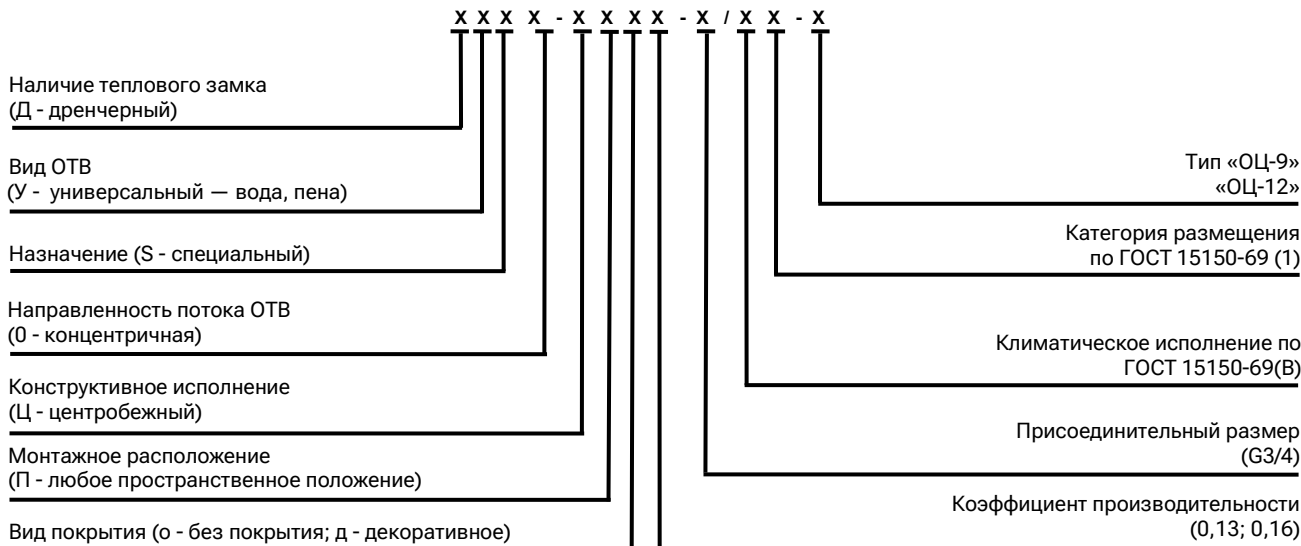 X X X X - X X X X - X / X X - X
Наличие теплового замка
(Д - дренчерный)
Вид ОТВ
(У - универсальный — вода, пена)
Назначение (S - специальный)
Направленность потока ОТВ
(0 - концентричная)
Конструктивное исполнение
(Ц - центробежный)
Монтажное расположение
(П - любое пространственное положение)
Вид покрытия (о - без покрытия; д - декоративное)
Тип «ОЦ-9»
«ОЦ-12»
Категория размещения
по ГОСТ 15150-69 (1)
Климатическое исполнение по
ГОСТ 15150-69(В)
Присоединительный размер
(G3/4)
Коэффициент производительности
(0,13; 0,16)